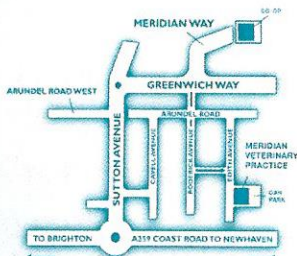 CO-OP
MERIDIAN WAY
GREENWICH WAY
ARUNDEL ROAD WEST
ARUNDEL ROAD
SUTTON AVENUE
CAVELL AVENUE
RODERICK AVENUE
EDITH AVENUE
MERIDIAN
VETERINARY
PRACTICE
CAR
PARK
TO BRIGHTON
A259 COAST ROAD TO NEWHAVEN